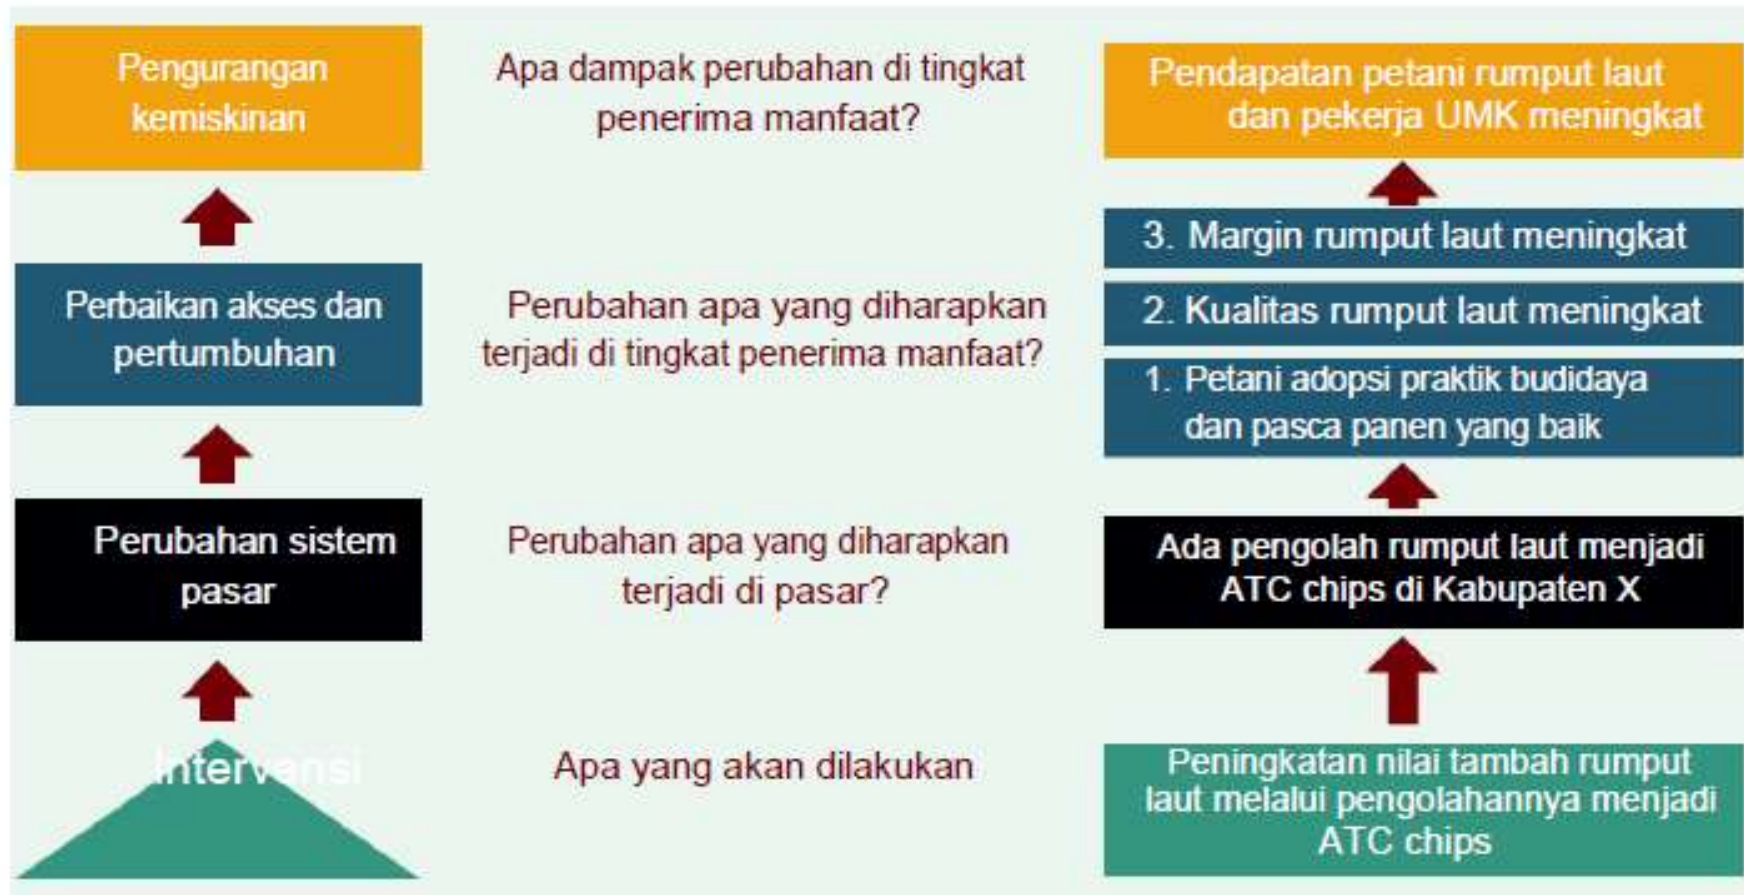 Pengurangan
kemiskinan
Apa dampak perubahan di tingkat
penerima manfaat?
Pendapatan petani rumput laut
dan pekerja UMK meningkat
Perbaikan akses dan
pertumbuhan
Perubahan apa yang diharapkan
terjadi di tingkat penerima manfaat?
3. Margin rumput laut meningkat
2. Kualitas rumput laut meningkat
1. Petani adopsi praktik budidaya
dan pasca panen yang baik
Perubahan sistem
pasar
Perubahan apa yang diharapkan
terjadi di pasar?
Ada pengolah rumput laut menjadi
ATC chips di Kabupaten X
Intervensi
Apa yang akan dilakukan
Peningkatan nilai tambah rumput
laut melalui pengolahannya menjadi
ATC chips